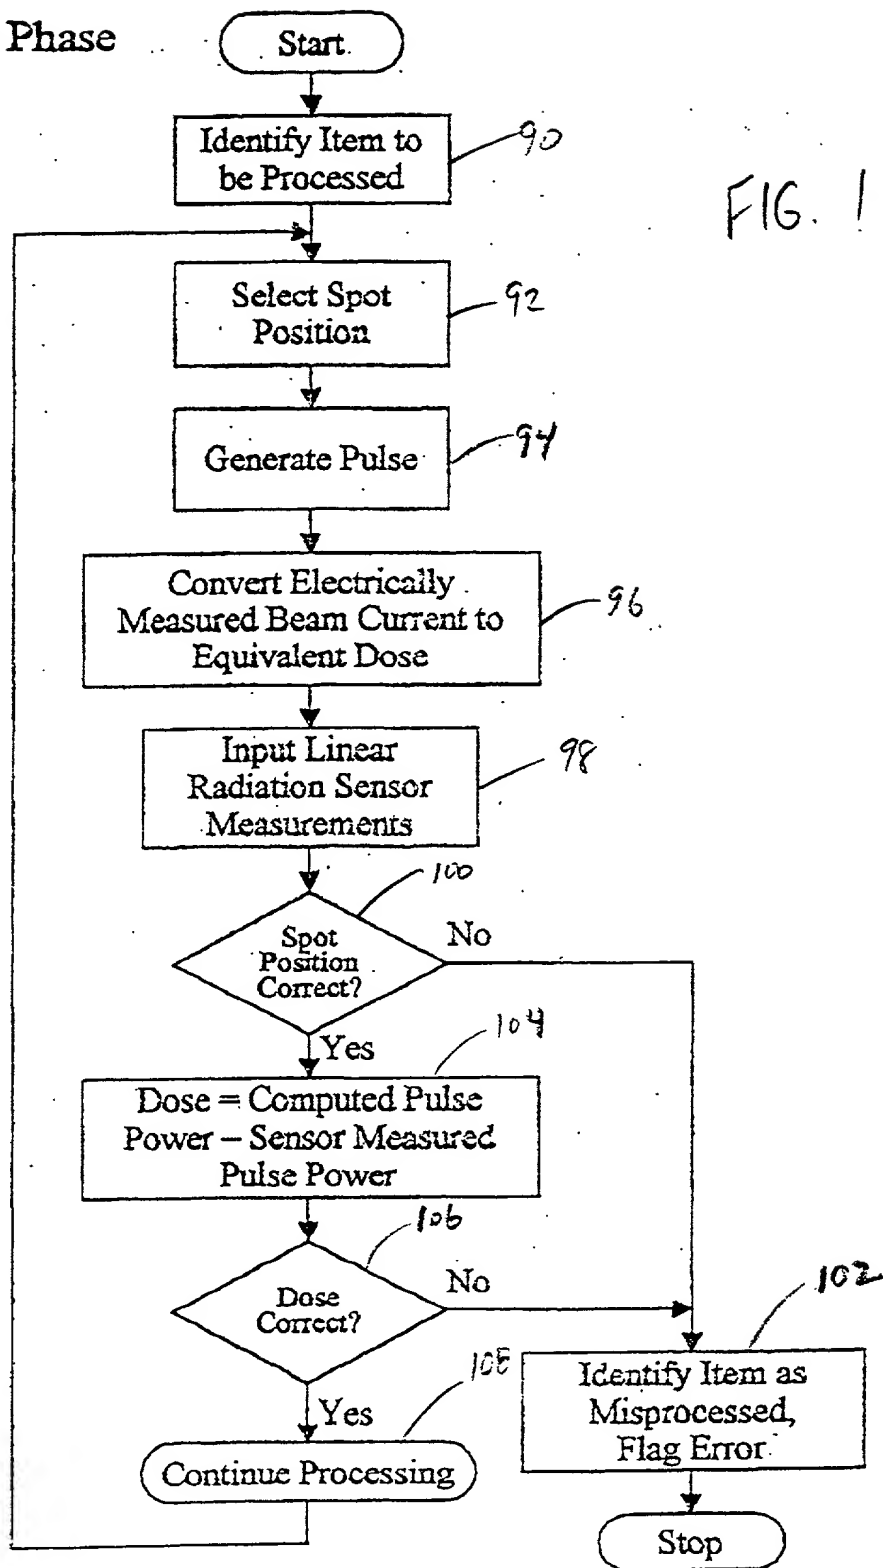 Phase
Start
Identify Item to
be Processed
90
FIG. 1
Select Spot
Position
92
Generate Pulse
94
Convert Electrically
Measured Beam Current to
Equivalent Dose
96
Input Linear
Radiation Sensor
Measurements
98
100
Spot
Position
Correct?
No
Yes
104
Dose = Computed Pulse
Power – Sensor Measured
Pulse Power
106
Dose
Correct?
No
102
Identify Item as
Misprocessed,
Flag Error
108
Yes
Continue Processing
Stop